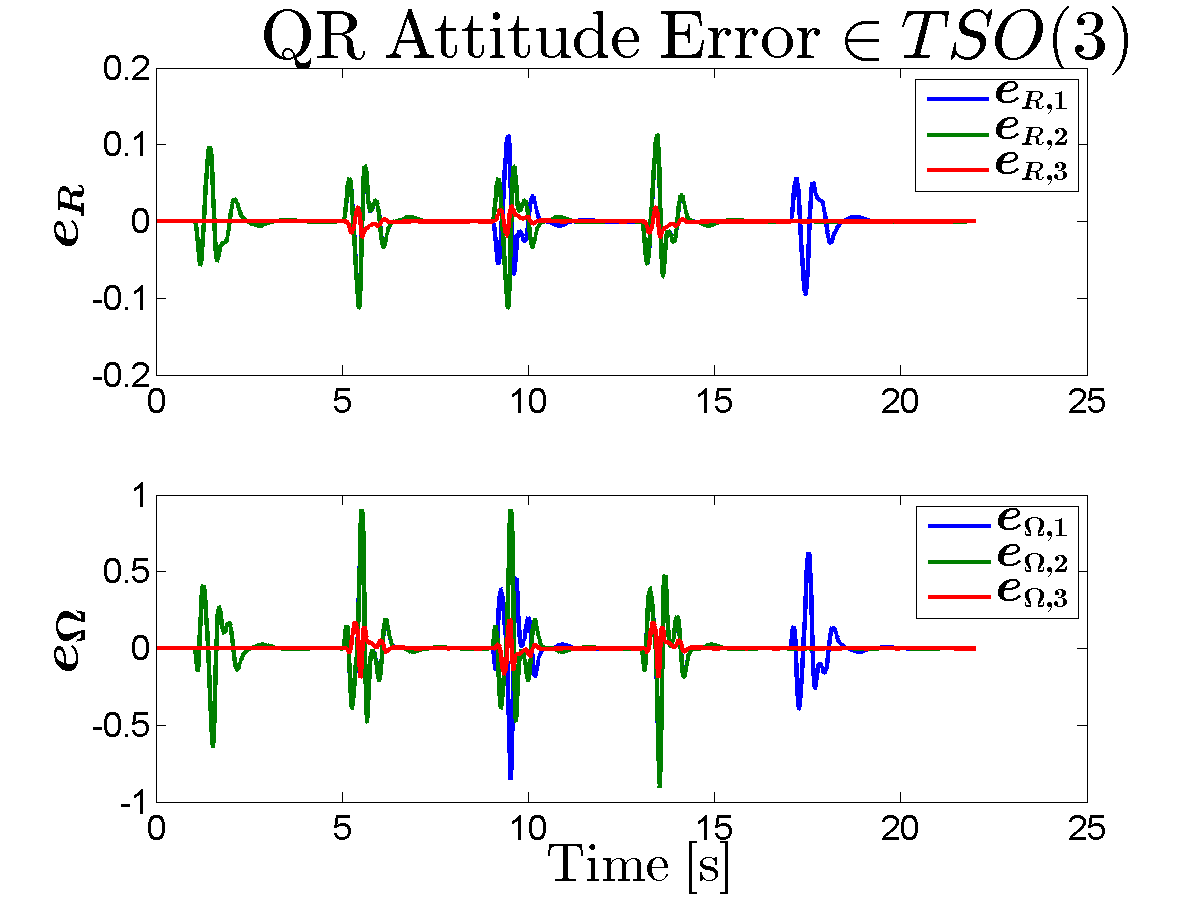 QR Attitude Error ∈ TSO(3)
0.2
0.1
0
-0.1
-0.2
e_R
e_{R,1}
e_{R,2}
e_{R,3}
0 5 10 15 20 25
1
0.5
0
-0.5
-1
e_Ω
e_{Ω,1}
e_{Ω,2}
e_{Ω,3}
0 5 10 15 20 25
Time [s]